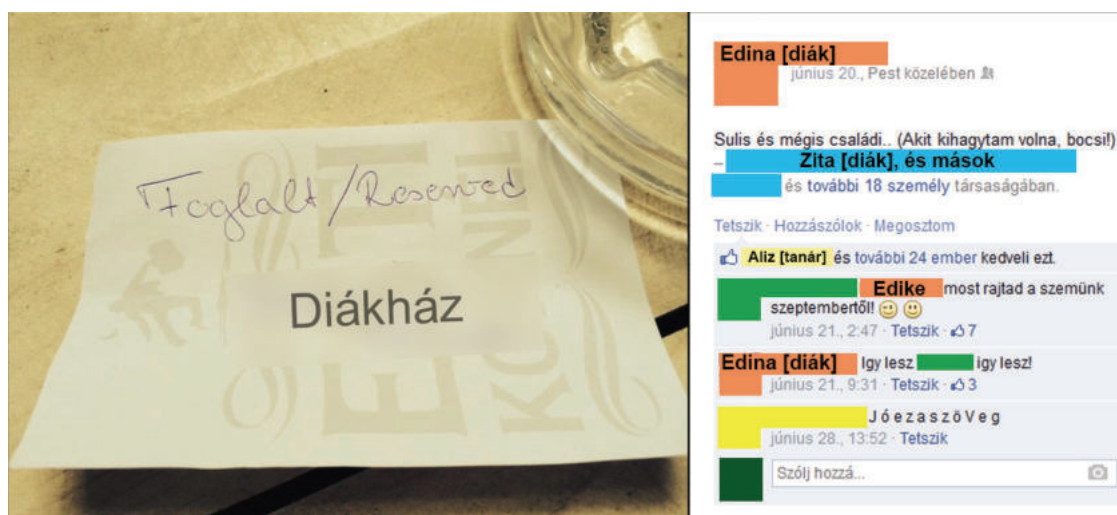 Foglalt/Reserved
Diákház
Edina [diák]
június 20., Pest közelében
Sulis és mégis családi.. (Akit kihagytam volna, bocsi!)
– Zita [diák], és mások
és további 18 személy társaságában.
Tetszik · Hozzászólok · Megosztom
Aliz [tanár] és további 24 ember kedveli ezt.
Edike most rajtad a szemünk
szeptembertől!
június 21., 2:47 · Tetszik · 7
Edina [diák] Igy lesz igy lesz!
június 21., 9:31 · Tetszik · 3
J ó e z a s z ö V e g
június 28., 13:52 · Tetszik
Szólj hozzá...